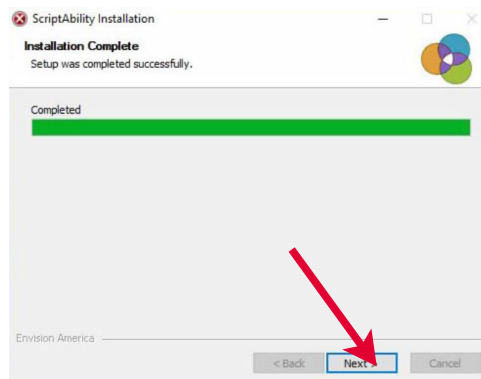 ScriptAbility Installation
Installation Complete
Setup was completed successfully.
Completed
Envision America
< Back
Next >
Cancel